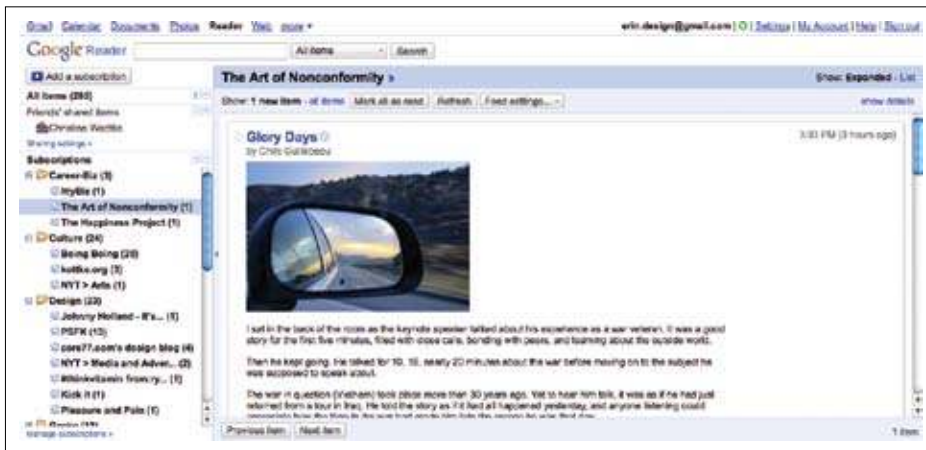 Gmail Calendar Documents Photos Reader Web more ▾
erin.design@gmail.com | Settings | My Account | Help | Sign out
Google Reader
All items
Search
Add a subscription
The Art of Nonconformity »
Show: Expanded - List
All items (280)
Show: 1 new item - all items Mark all as read Refresh Feed settings...
show details
Friends' shared items
Christina
Sharing settings »
Subscriptions
Career-Biz (3)
(1)
The Art of Nonconformity (1)
The Happiness Project (1)
Culture (24)
Boing Boing (20)
kottke.org (3)
NYT > Arts (1)
Design (23)
Johnny Holland - It's... (1)
PSFK (13)
core77.com's design blog (4)
NYT > Media and Adver... (2)
(1)
Kick It (1)
Pleasure and Pain (1)
Manage subscriptions »
Glory Days
by Chris Guillebeau
(3 hours ago)
I sat in the back of the room as the keynote speaker talked about his experience as a war veteran. It was a good
story for the first five minutes, filled with close calls, bonding with peers, and learning about the outside world.
Then he kept going. He talked for 10, 15, nearly 20 minutes about the war before moving on to the subject he
was supposed to speak about.
The war in question (Vietnam) took place more than 30 years ago. Yet to hear him talk, it was as if he had just
returned from a tour in Iraq. He told the story as if it had all happened yesterday, and anyone listening could
Previous item Next item
1 item